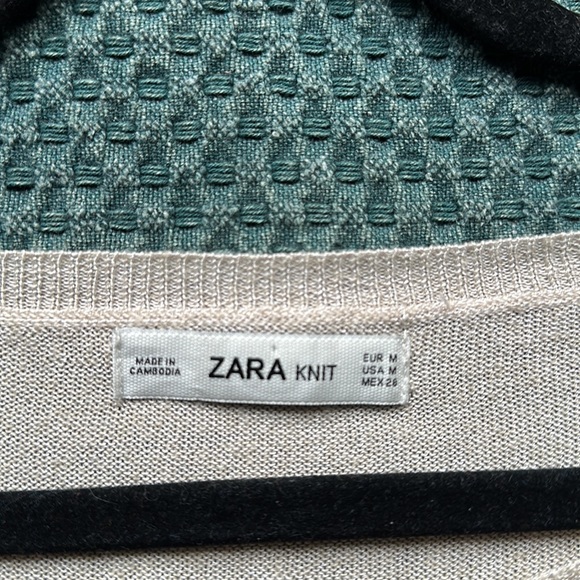 MADE IN
CAMBODIA
ZARA KNIT
EUR M
USA M
MEX 28